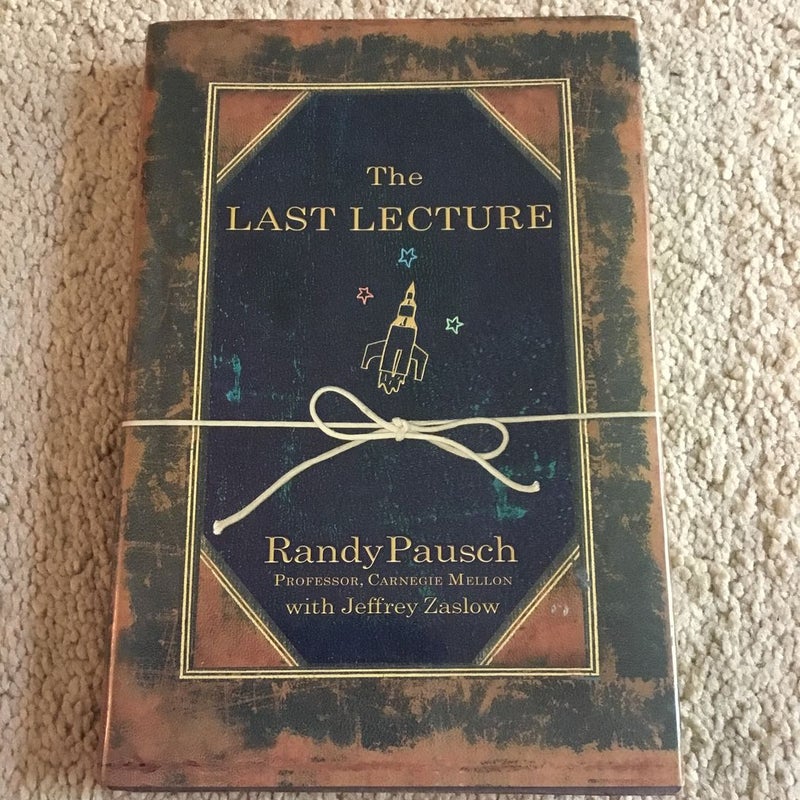 The
LAST LECTURE
Randy Pausch
PROFESSOR, CARNEGIE MELLON
with Jeffrey Zaslow